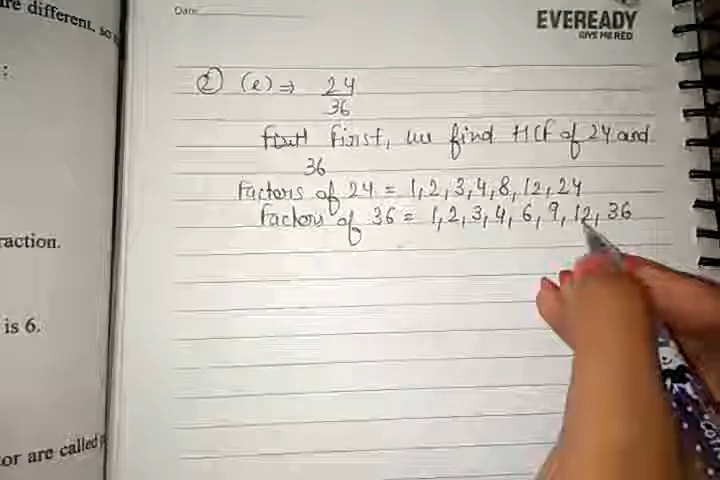 re different, so
Date
EVEREADY
GIVE ME RED
:
② (e) ⇒ 24
36
first, we find HCF of 24 and
36
Factors of 24 = 1, 2, 3, 4, 8, 12, 24
Factors of 36 = 1, 2, 3, 4, 6, 9, 12, 36
raction.
is 6.
or are called